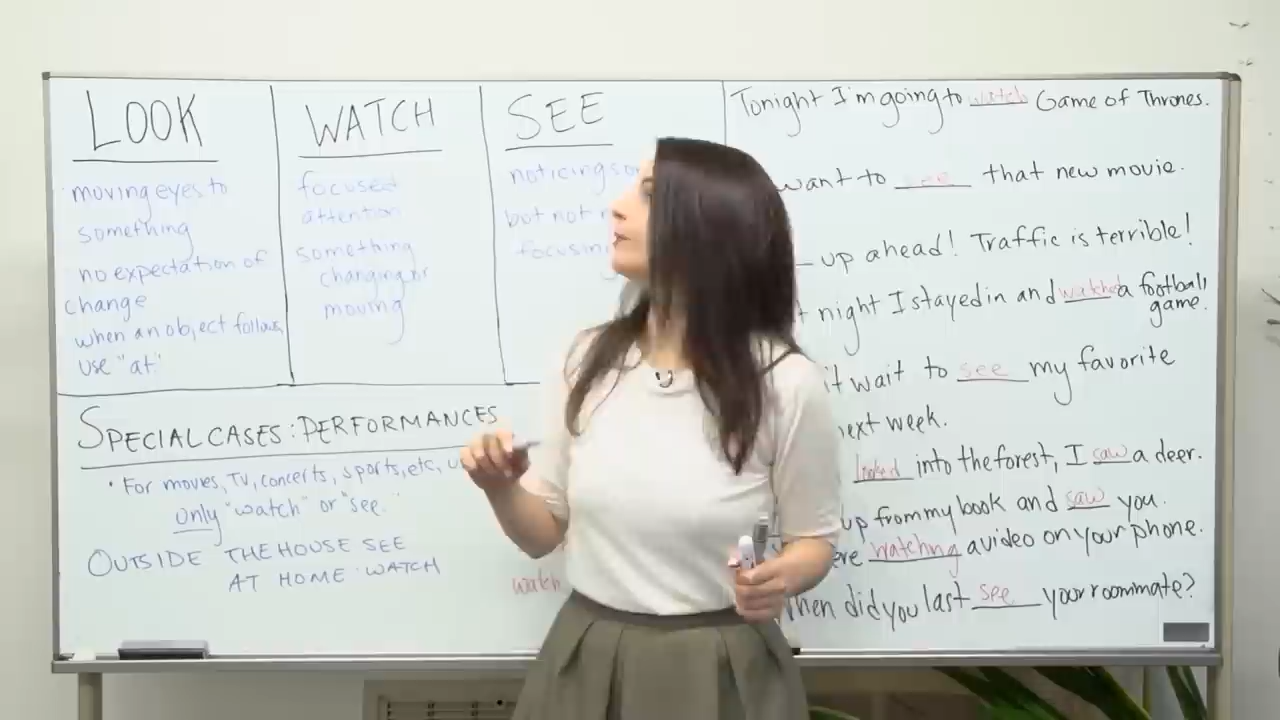 LOOK
moving eyes to
something
no expectation of
change
when an object follows,
use "at"
WATCH
focused
attention
something
changing or
moving
SEE
noticing
but not
focusing
SPECIAL CASES: PERFORMANCES
• For movies, TV, concerts, sports, etc,
only "watch" or "see."
OUTSIDE THE HOUSE SEE
AT HOME WATCH
watch
Tonight I'm going to watch Game of Thrones.
want to see that new movie.
up ahead! Traffic is terrible!
night I stayed in and watched a football
game.
wait to see my favorite
next week.
looked into the forest, I saw a deer.
up from my book and saw you.
watching a video on your phone.
When did you last see your roommate?